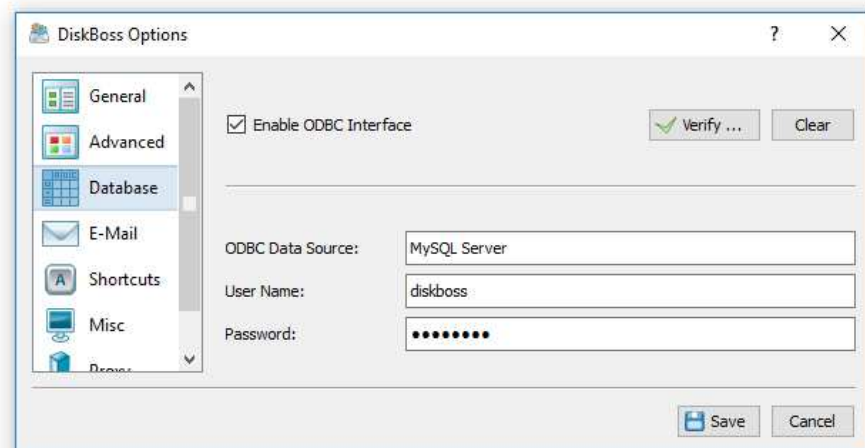 DiskBoss Options
?
General
Advanced
Database
E-Mail
Shortcuts
Misc
Proxy
Enable ODBC Interface
Verify ...
Clear
ODBC Data Source:
MySQL Server
User Name:
diskboss
Password:
••••••••
Save
Cancel